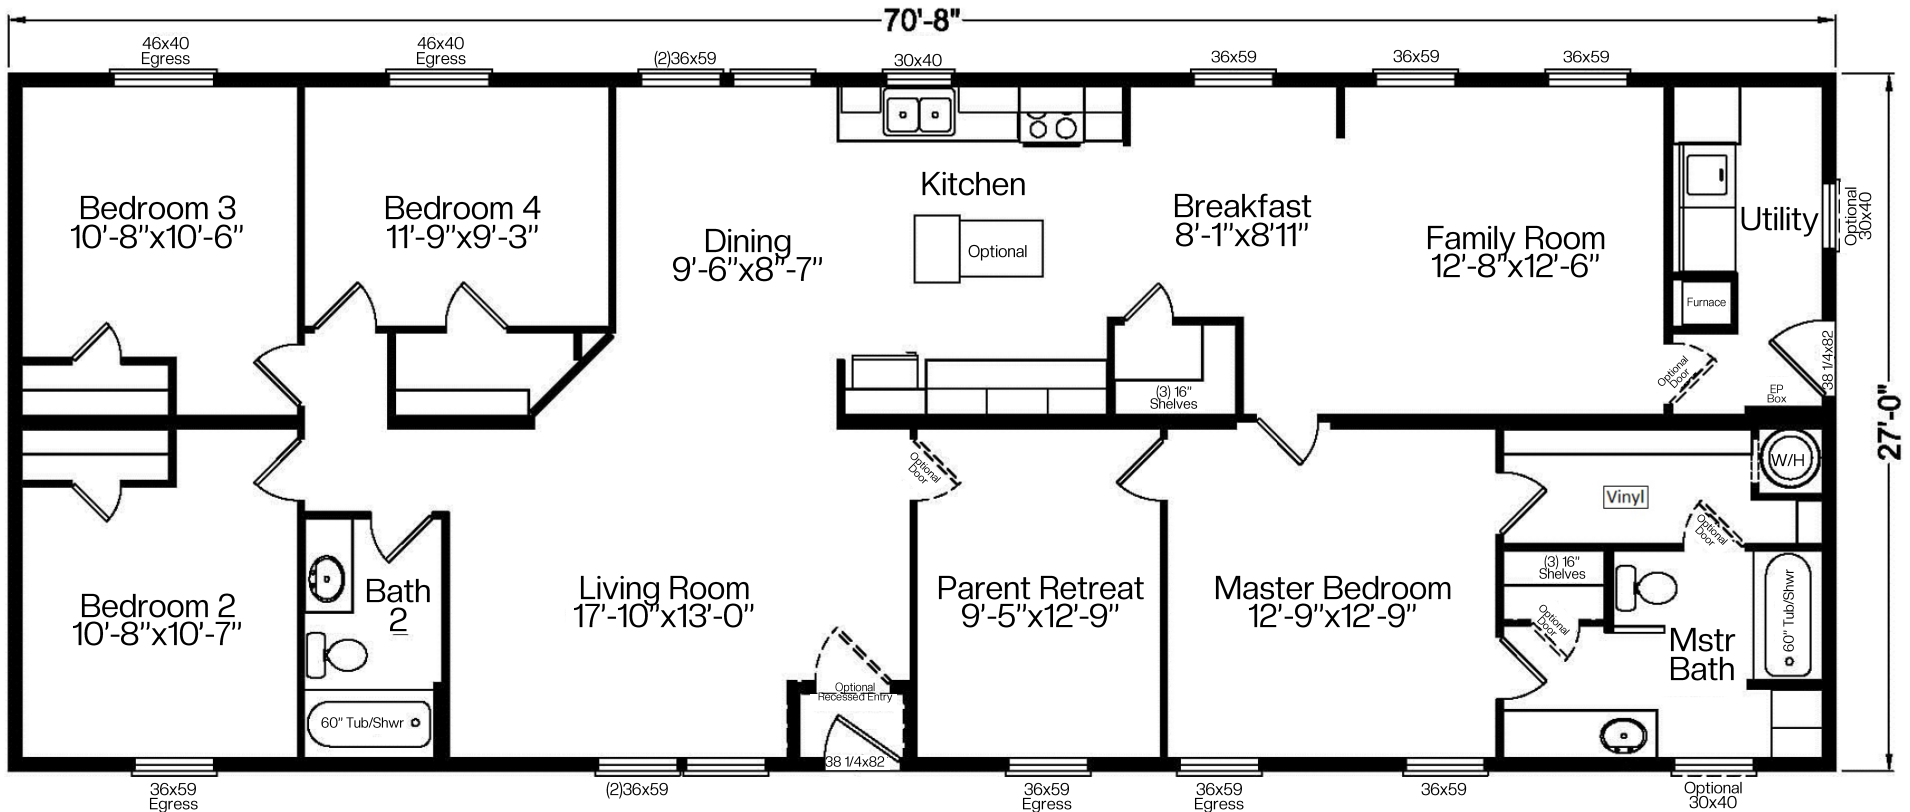 70'-8"
46x40
Egress
46x40
Egress
(2)36x59
30x40
36x59
36x59
36x59
Bedroom 3
10'-8"x10'-6"
Bedroom 4
11'-9"x9'-3"
Dining
9'-6"x8"-7"
Kitchen
Optional
Breakfast
8'-1"x8'11"
Family Room
12'-8"x12'-6"
Utility
Optional
30x40
Furnace
Optional
Door
38 1/4x82
EP
Box
(3) 16"
Shelves
27'-0"
Optional
Door
W/H
Vinyl
Optional
Door
(3) 16"
Shelves
Optional
Door
60" Tub/Shwr
Bedroom 2
10'-8"x10'-7"
Bath
2
60" Tub/Shwr
Living Room
17'-10"x13'-0"
Parent Retreat
9'-5"x12'-9"
Master Bedroom
12'-9"x12'-9"
Mstr
Bath
Optional
Recessed Entry
38 1/4x82
36x59
Egress
(2)36x59
36x59
Egress
36x59
Egress
36x59
Optional
30x40